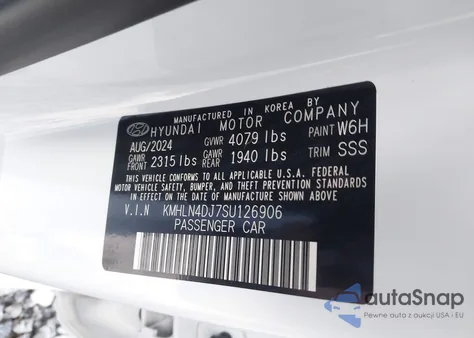 MANUFACTURED IN KOREA BY
HYUNDAI MOTOR COMPANY
AUG/2024 GVWR 4079 lbs PAINT W6H
GAWR FRONT 2315 lbs GAWR REAR 1940 lbs TRIM SSS
THIS VEHICLE CONFORMS TO ALL APPLICABLE U.S.A FEDERAL
MOTOR VEHICLE SAFETY, BUMPER, AND THEFT PREVENTION
STANDARDS IN EFFECT ON THE DATE OF MANUFACTURE SHOWN ABOVE.
V.I.N KMHLN4DJ7SU126906
PASSENGER CAR
autoSnap
Pewne auta z USA i EU